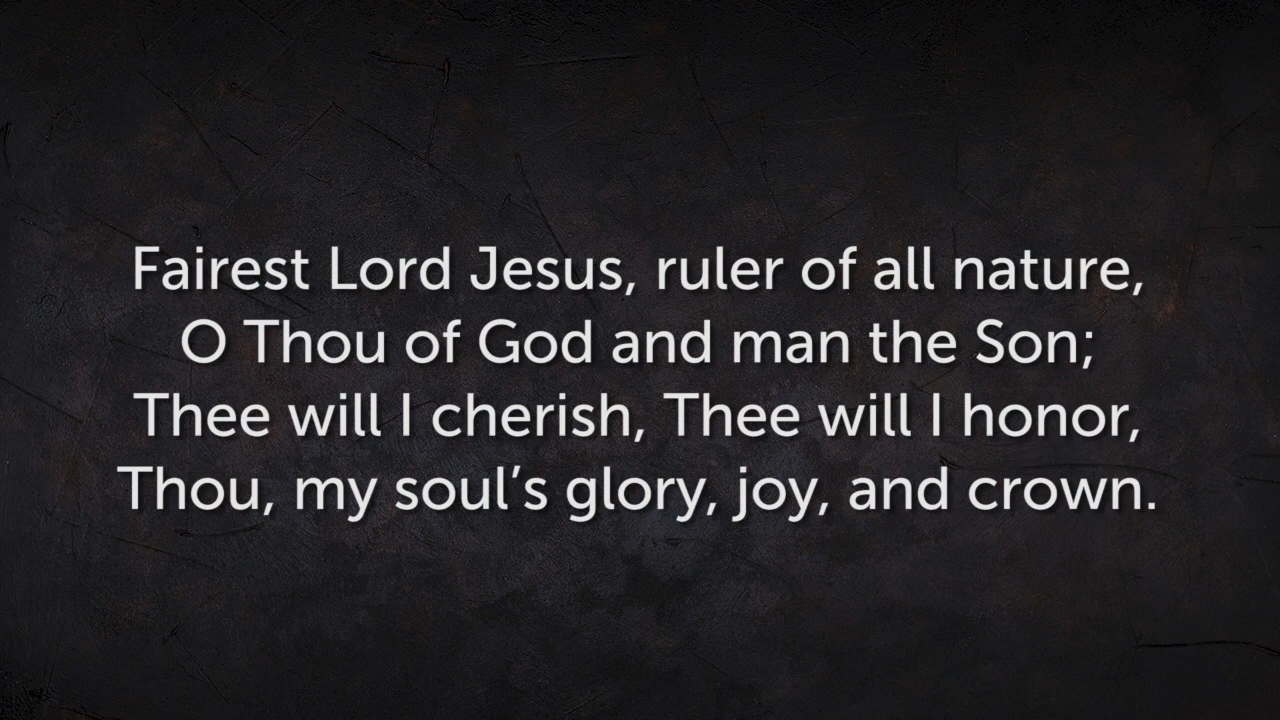 Fairest Lord Jesus, ruler of all nature,
O Thou of God and man the Son;
Thee will I cherish, Thee will I honor,
Thou, my soul’s glory, joy, and crown.